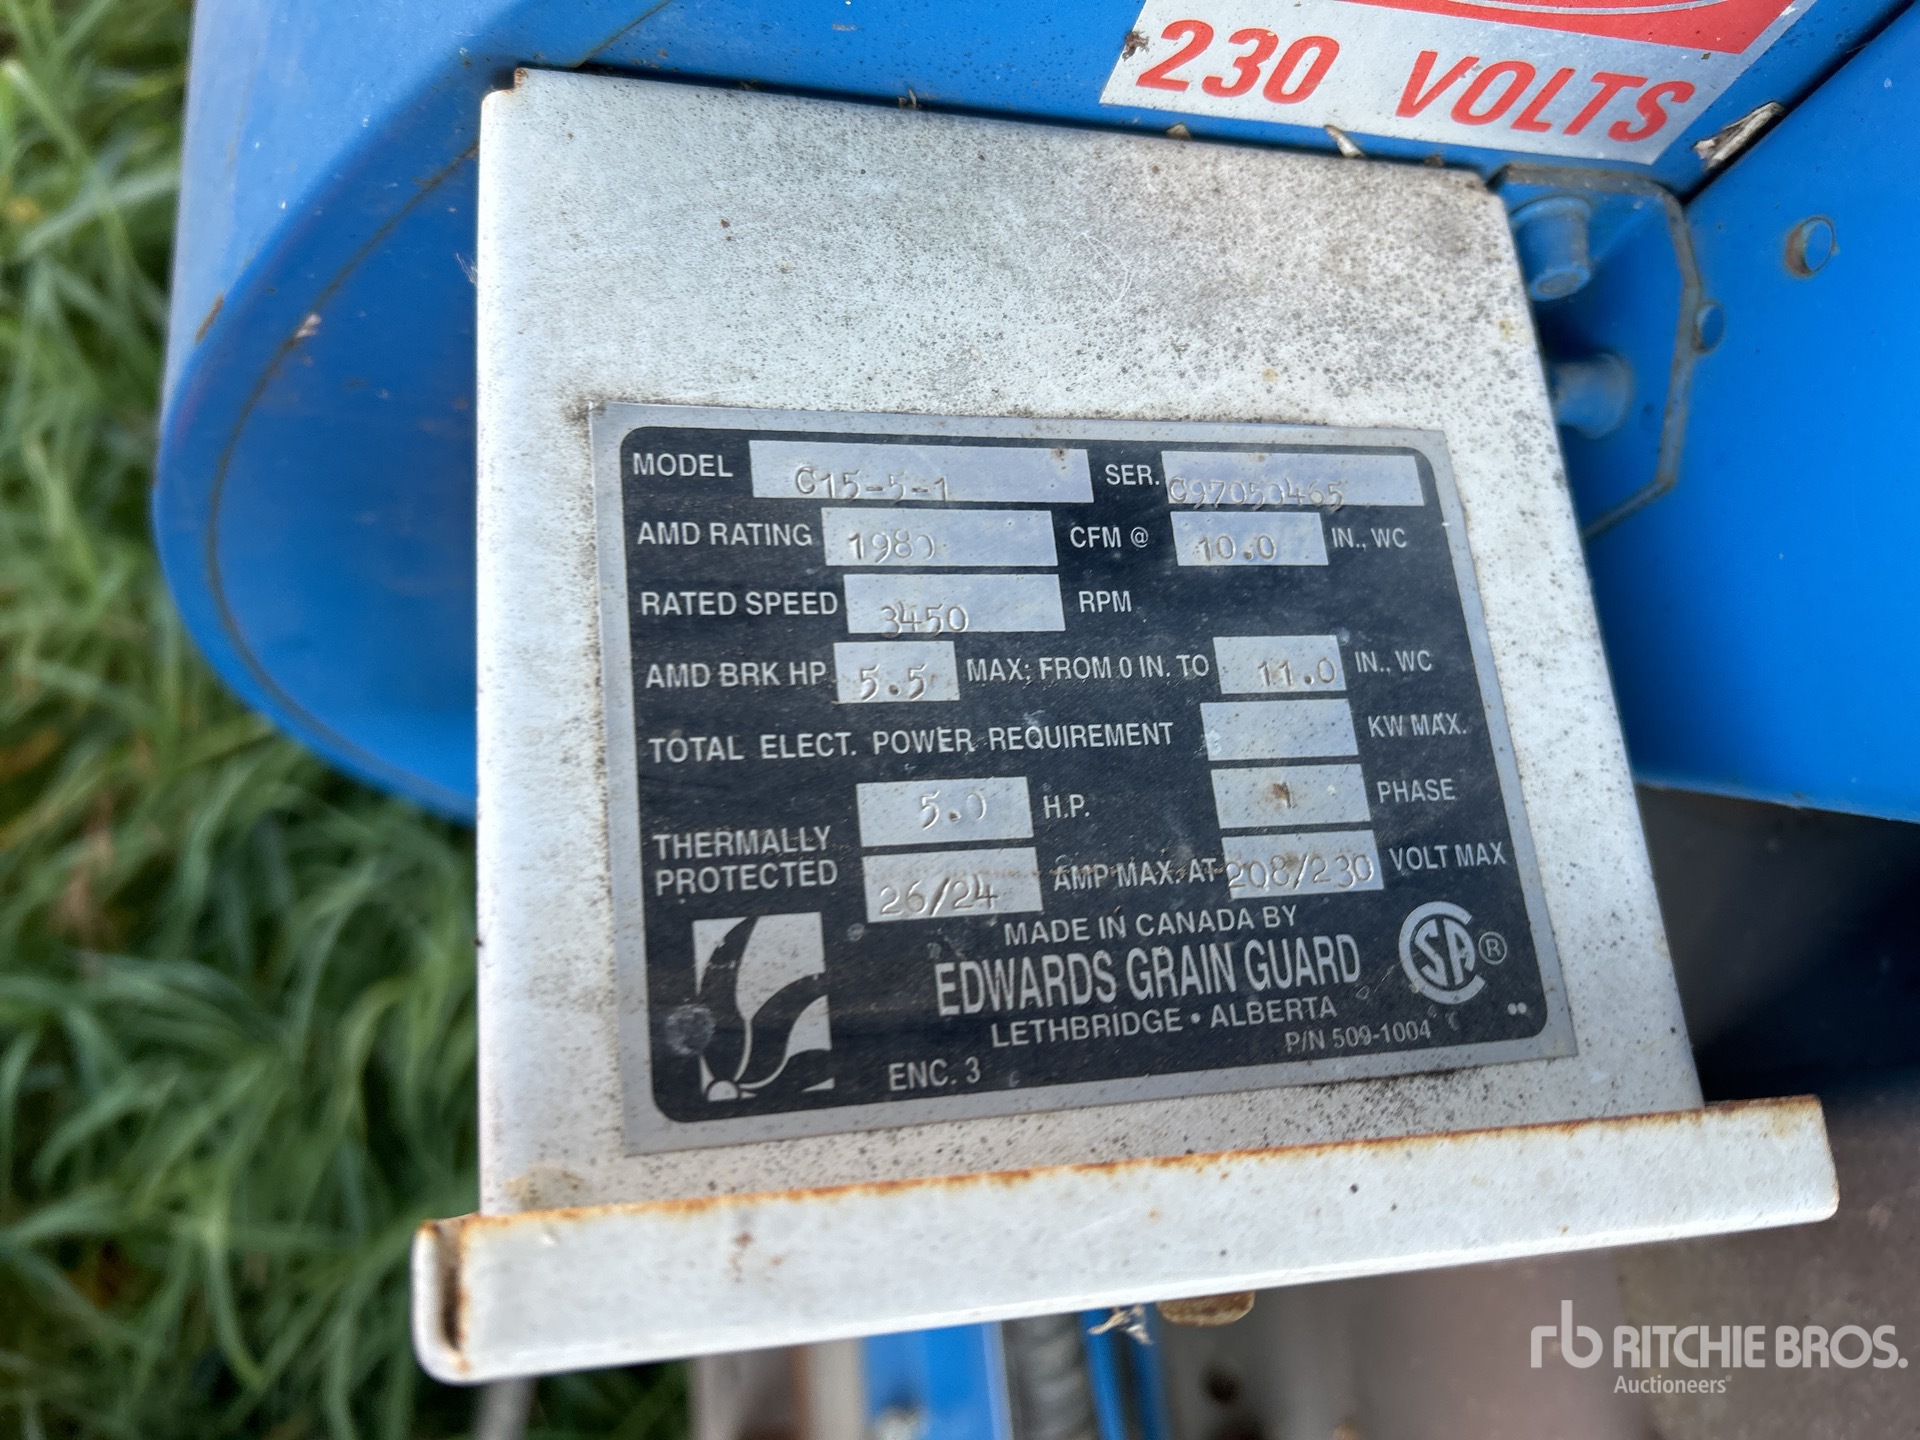 230 VOLTS
MODEL C15-5-1 SER. C97050465
AMD RATING 1980 CFM @ 10.0 IN., WC
RATED SPEED 3450 RPM
AMD BRK HP 5.5 MAX; FROM 0 IN. TO 11.0 IN., WC
TOTAL ELECT. POWER REQUIREMENT KW MAX.
5.0 H.P. 1 PHASE
THERMALLY PROTECTED 26/24 AMP MAX. AT 208/230 VOLT MAX
MADE IN CANADA BY
EDWARDS GRAIN GUARD
LETHBRIDGE • ALBERTA
P/N 509-1004
ENC. 3
CSA ®
rb RITCHIE BROS.
Auctioneers